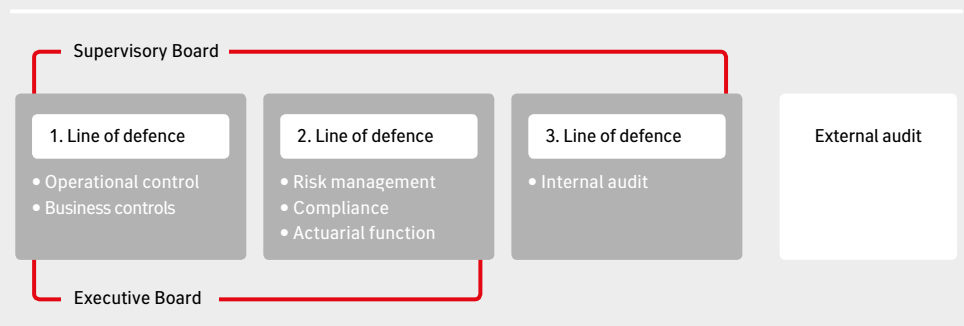 Supervisory Board
1. Line of defence
• Operational control
• Business controls
2. Line of defence
• Risk management
• Compliance
• Actuarial function
3. Line of defence
• Internal audit
External audit
Executive Board